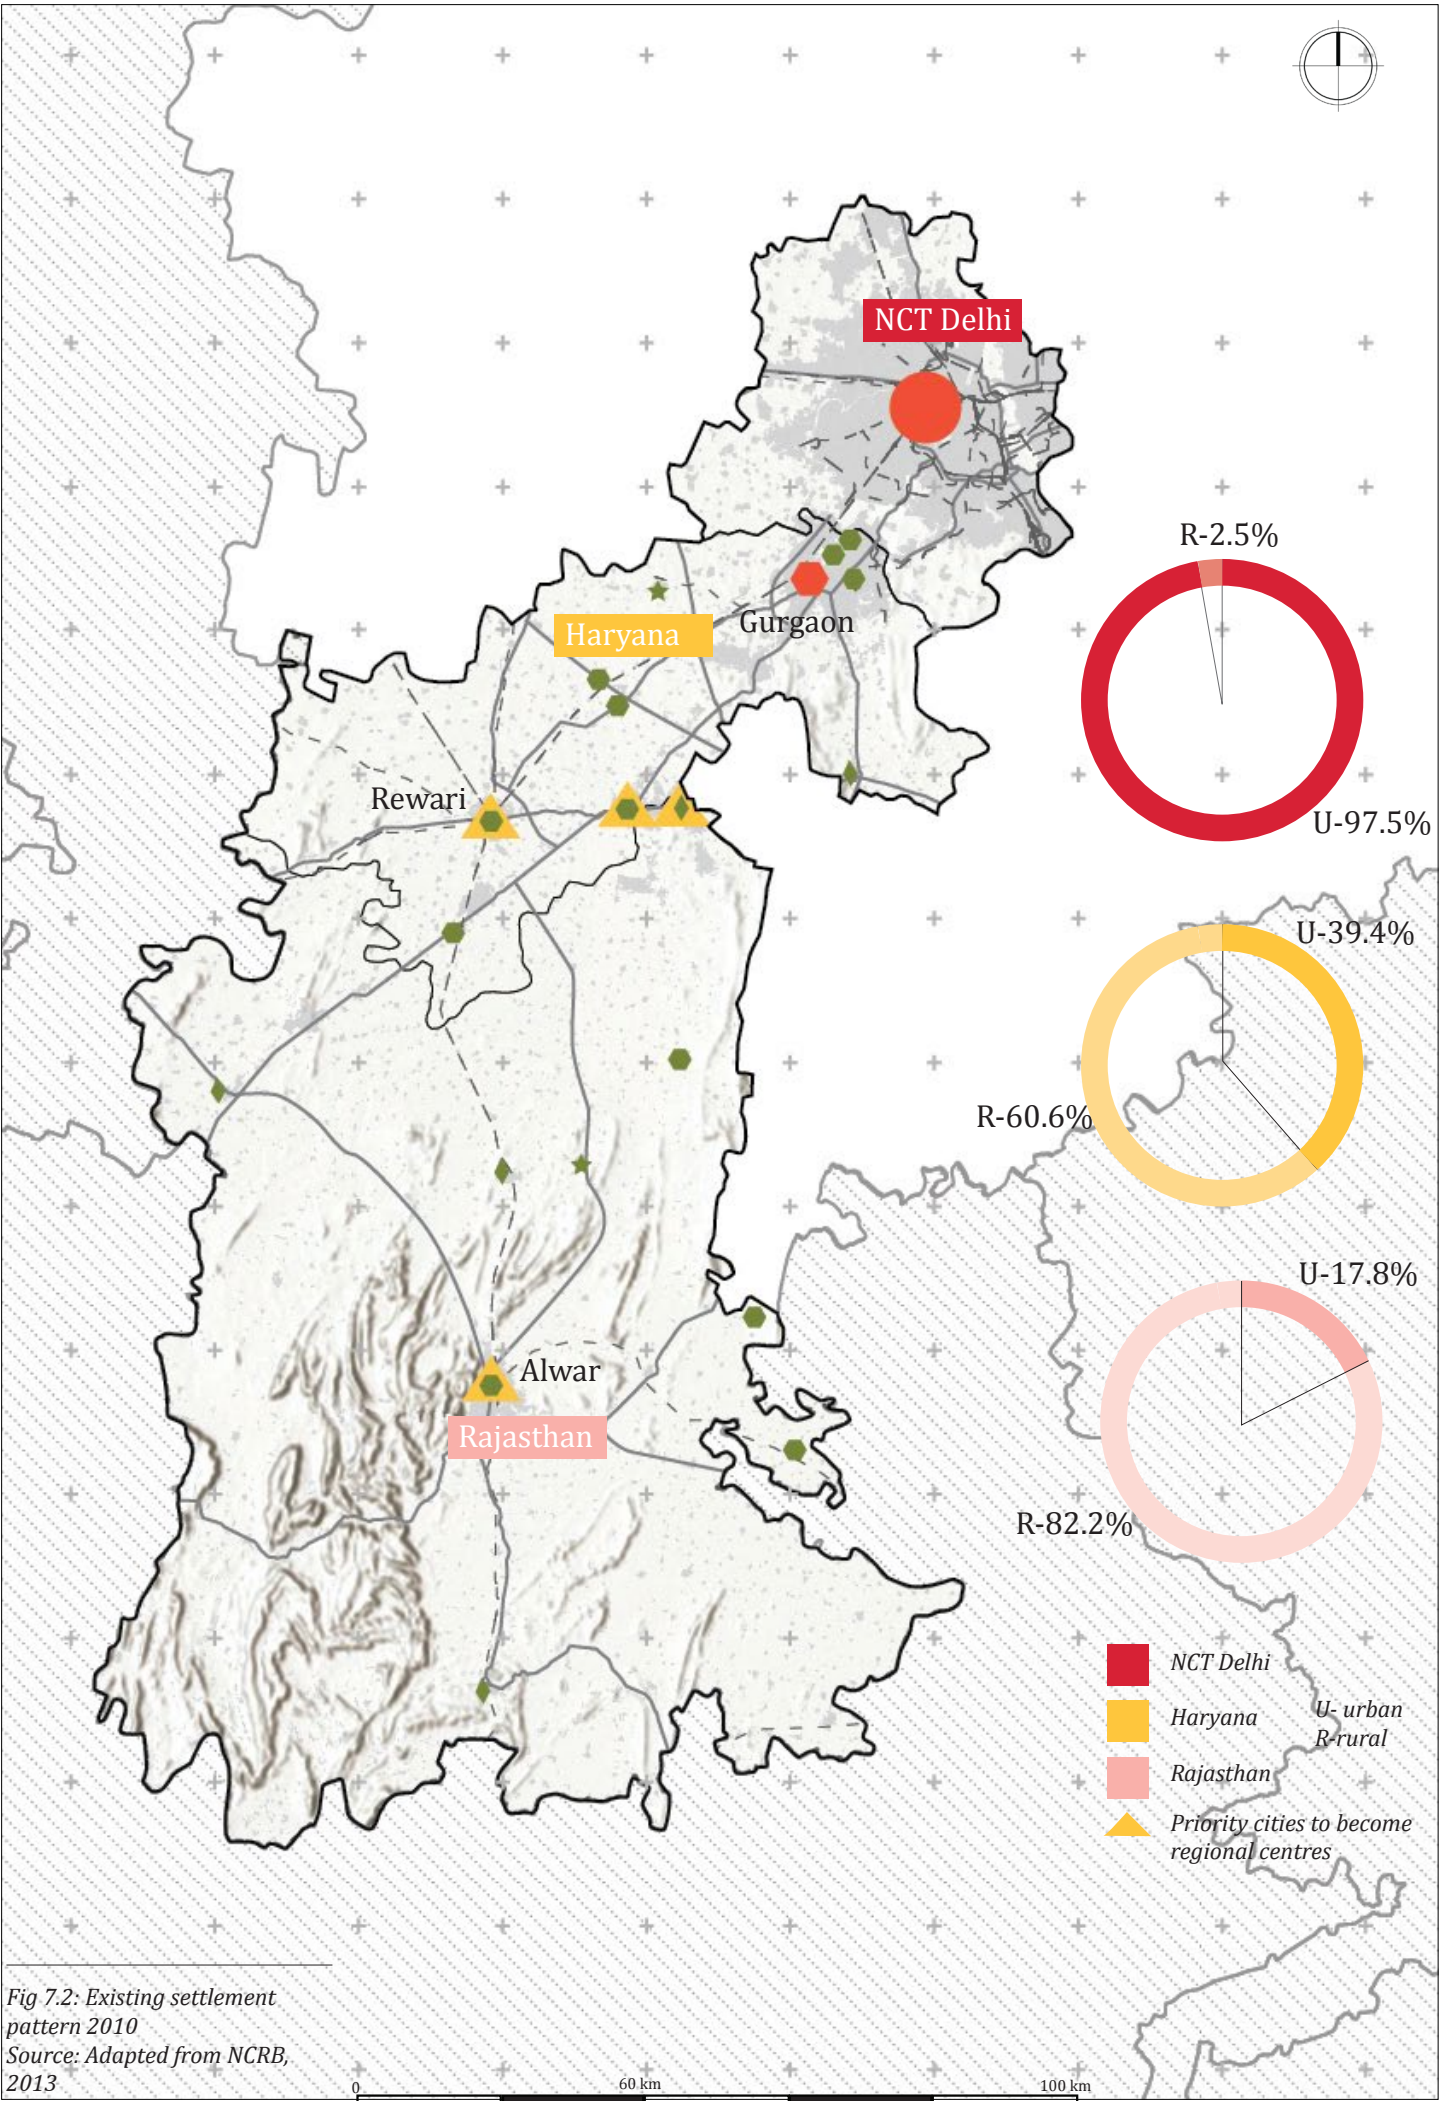 NCT Delhi
R-2.5%
Gurgaon
Haryana
Rewari
U-97.5%
U-39.4%
R-60.6%
U-17.8%
Alwar
Rajasthan
R-82.2%
NCT Delhi
Haryana
U- urban
R-rural
Rajasthan
Priority cities to become
regional centres
Fig 7.2: Existing settlement
pattern 2010
Source: Adapted from NCRB,
2013
0
60 km
100 km